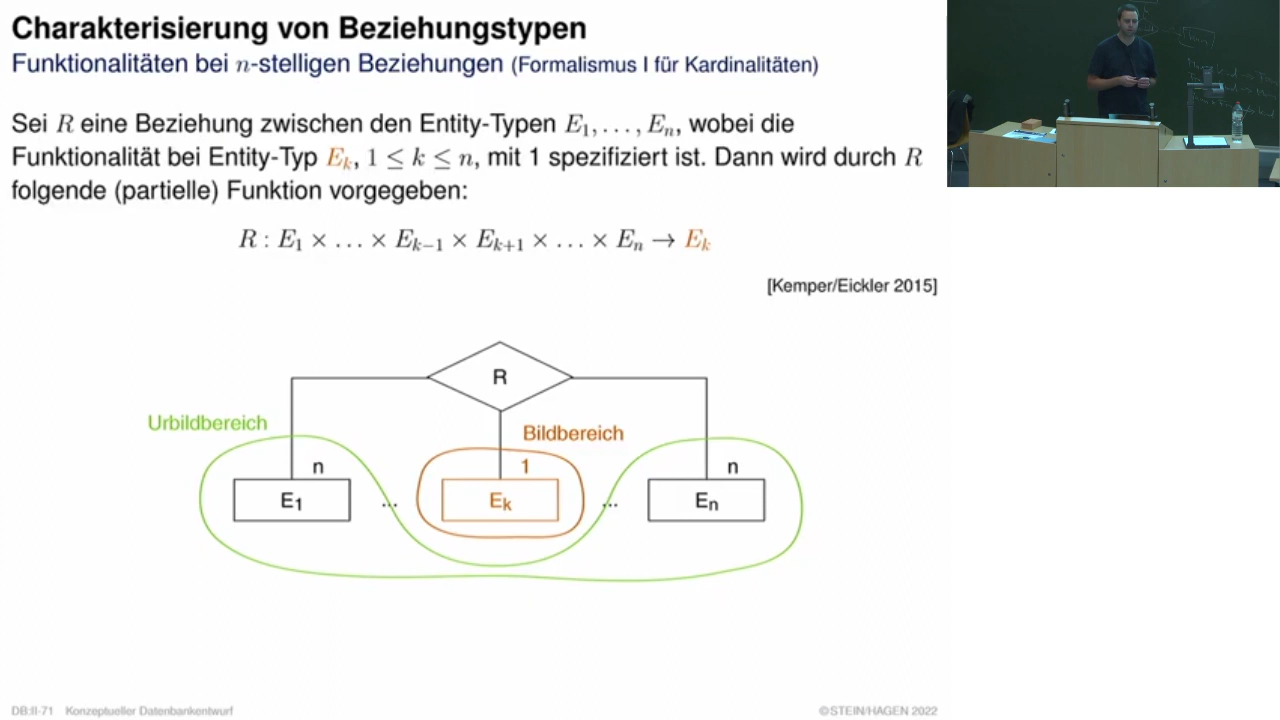 Charakterisierung von Beziehungstypen
Funktionalitäten bei n-stelligen Beziehungen (Formalismus I für Kardinalitäten)
Sei R eine Beziehung zwischen den Entity-Typen E₁, . . . , Eₙ, wobei die
Funktionalität bei Entity-Typ Eₖ, 1 ≤ k ≤ n, mit 1 spezifiziert ist. Dann wird durch R
folgende (partielle) Funktion vorgegeben:
R : E₁ × . . . × Eₖ₋₁ × Eₖ₊₁ × . . . × Eₙ → Eₖ
[Kemper/Eickler 2015]
R
Urbildbereich
Bildbereich
n 1 n
E₁ ... Eₖ ... Eₙ
DB:II-71 Konzeptueller Datenbankentwurf
©STEIN/HAGEN 2022